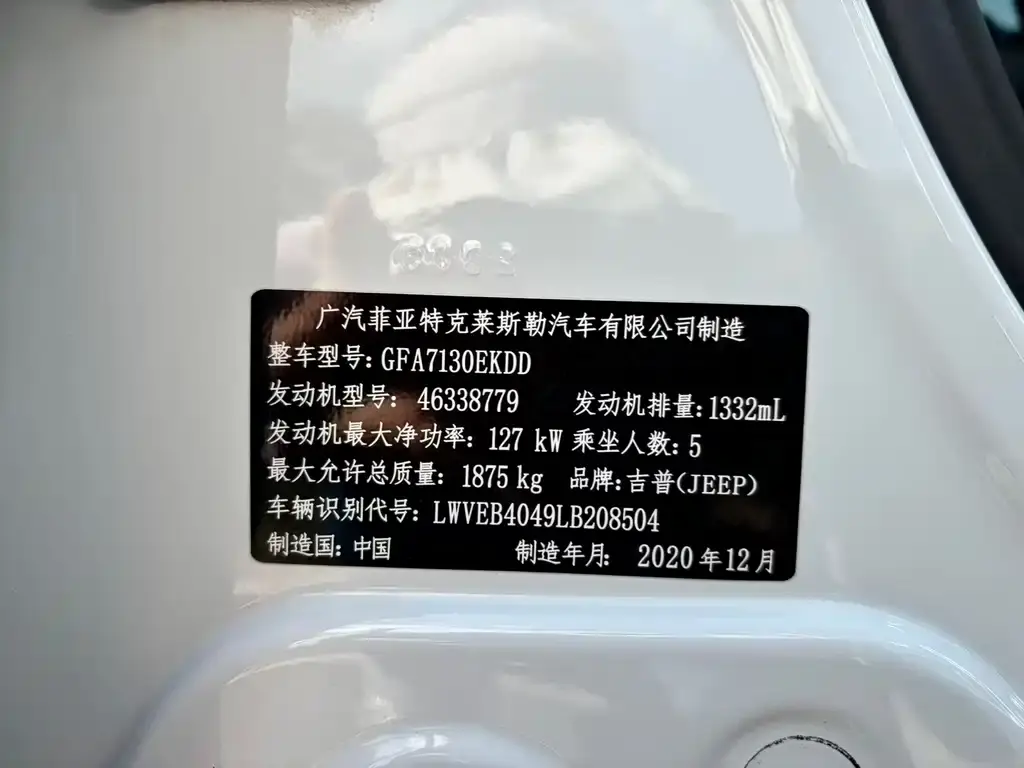 广汽菲亚特克莱斯勒汽车有限公司制造
整车型号: GFA7130EKDD
发动机型号: 46338779 发动机排量: 1332mL
发动机最大净功率: 127 kW 乘坐人数: 5
最大允许总质量: 1875 kg 品牌: 吉普(JEEP)
车辆识别代号: LWVEB4049LB208504
制造国: 中国 制造年月: 2020年12月